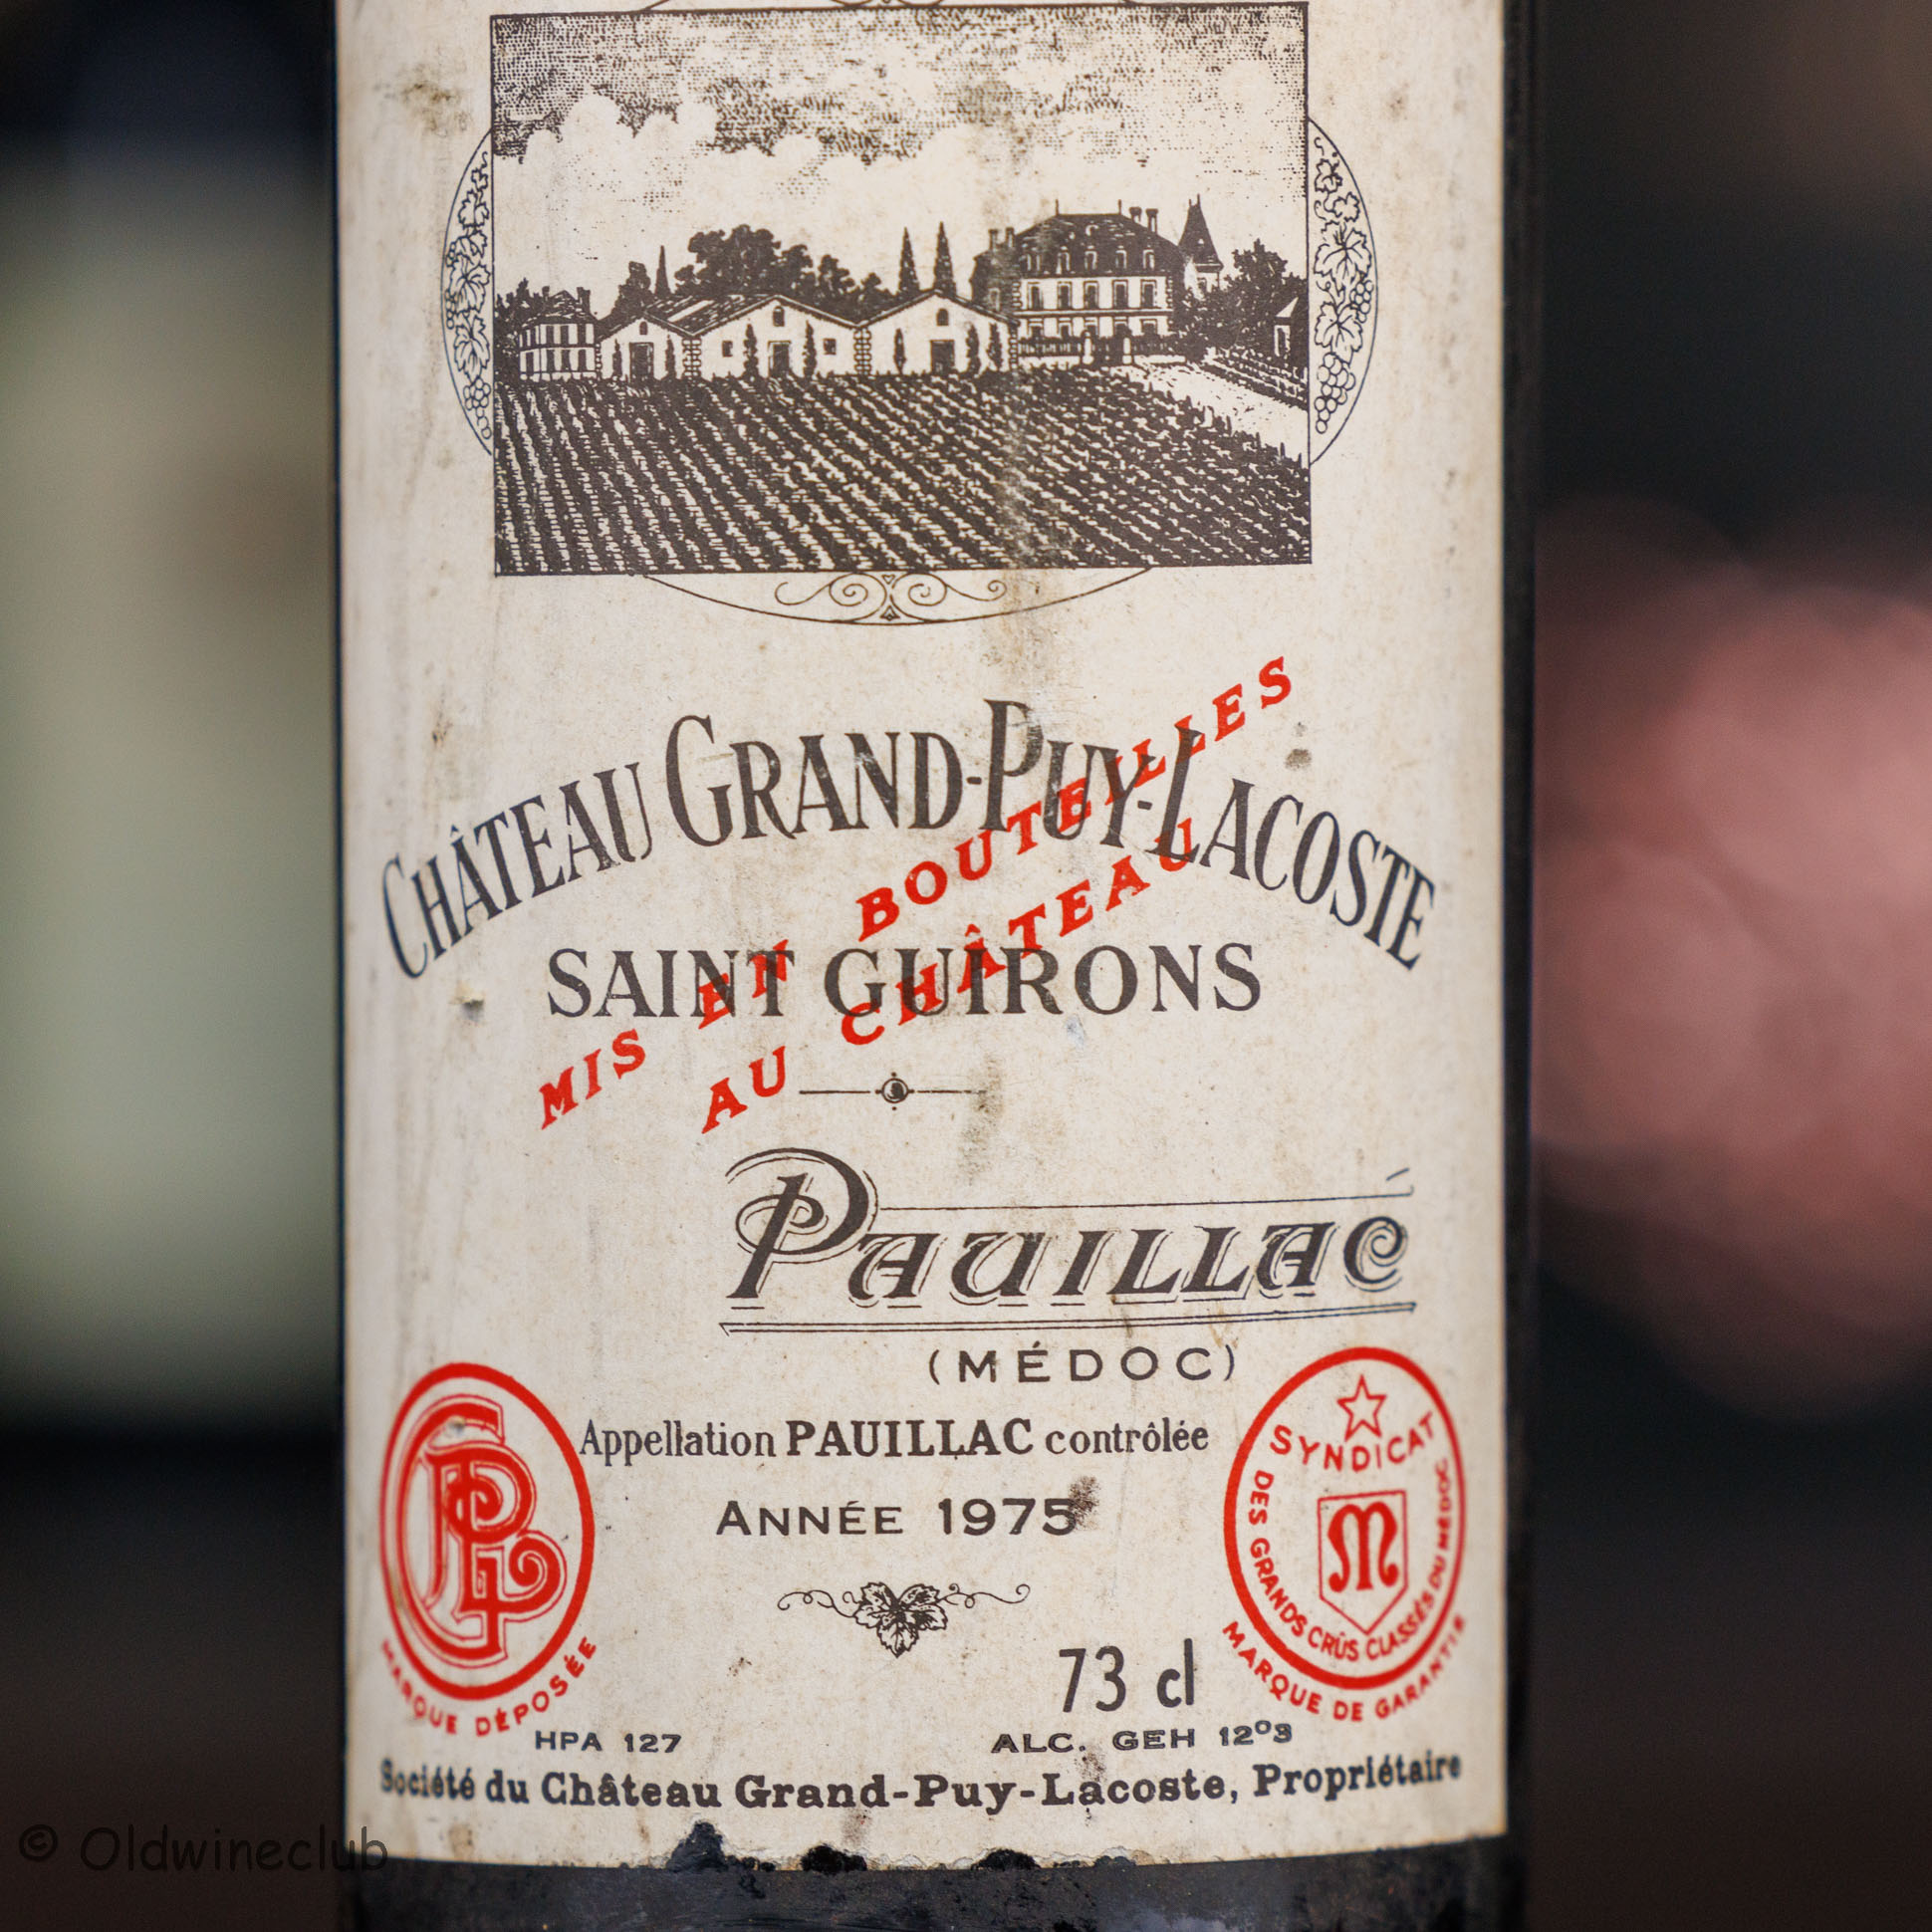 CHÂTEAU GRAND-PUY-LACOSTE
SAINT GUIRONS
MIS EN BOUTEILLES
AU CHÂTEAU
PAUILLAC
(MÉDOC)
Appellation PAUILLAC contrôlée
ANNÉE 1975
GPL
MARQUE DÉPOSÉE
SYNDICAT
DES GRANDS CRÛS CLASSÉS DU MÉDOC
M
MARQUE DE GARANTIE
73 cl
HPA 127
ALC. GEH 12º3
Société du Château Grand-Puy-Lacoste, Propriétaire
© Oldwineclub